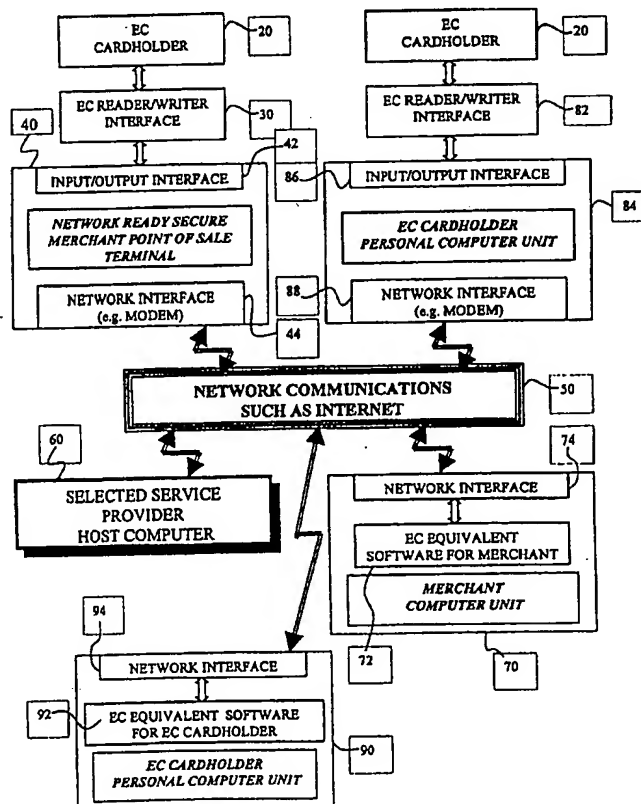 EC
CARDHOLDER
20
EC READER/WRITER
INTERFACE
30
40
42
INPUT/OUTPUT INTERFACE
NETWORK READY SECURE
MERCHANT POINT OF SALE
TERMINAL
NETWORK INTERFACE
(e.g. MODEM)
44
EC
CARDHOLDER
20
EC READER/WRITER
INTERFACE
82
86
INPUT/OUTPUT INTERFACE
84
EC CARDHOLDER
PERSONAL COMPUTER UNIT
88
NETWORK INTERFACE
(e.g. MODEM)
NETWORK COMMUNICATIONS
SUCH AS INTERNET
50
60
SELECTED SERVICE
PROVIDER
HOST COMPUTER
74
NETWORK INTERFACE
EC EQUIVALENT
SOFTWARE FOR MERCHANT
MERCHANT
COMPUTER UNIT
72
70
94
NETWORK INTERFACE
92
EC EQUIVALENT SOFTWARE
FOR EC CARDHOLDER
90
EC CARDHOLDER
PERSONAL COMPUTER UNIT